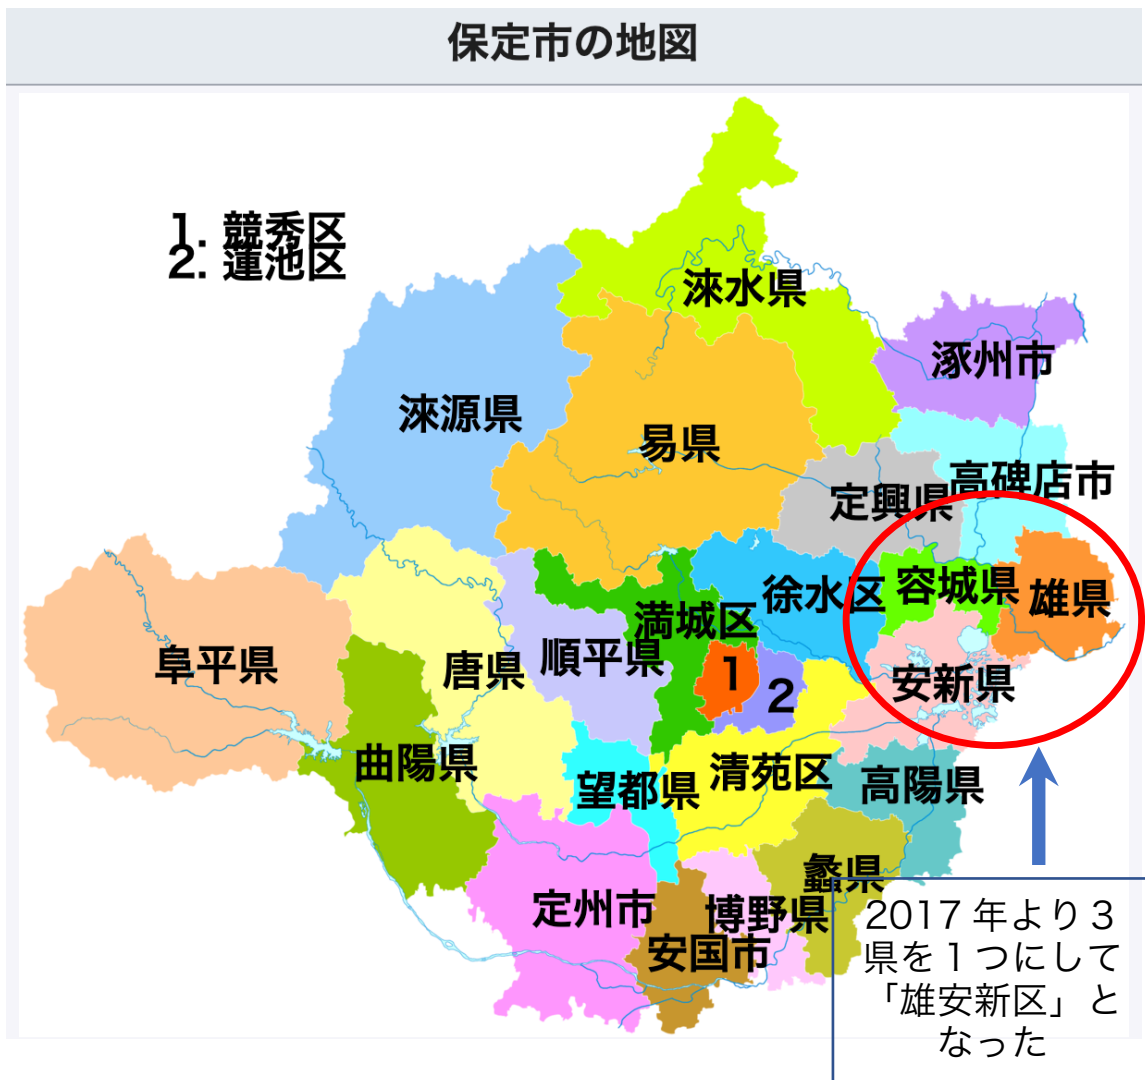 保定市の地図
1. 競秀区
2. 蓮池区
淶水県
涿州市
淶源県
易県
高碑店市
定興県
容城県
雄県
徐水区
満城区
順平県
阜平県
唐県
1
2
安新県
曲陽県
望都県
清苑区
高陽県
蠡県
定州市
博野県
安国市
2017 年より3
県を1つにして
「雄安新区」と
なった